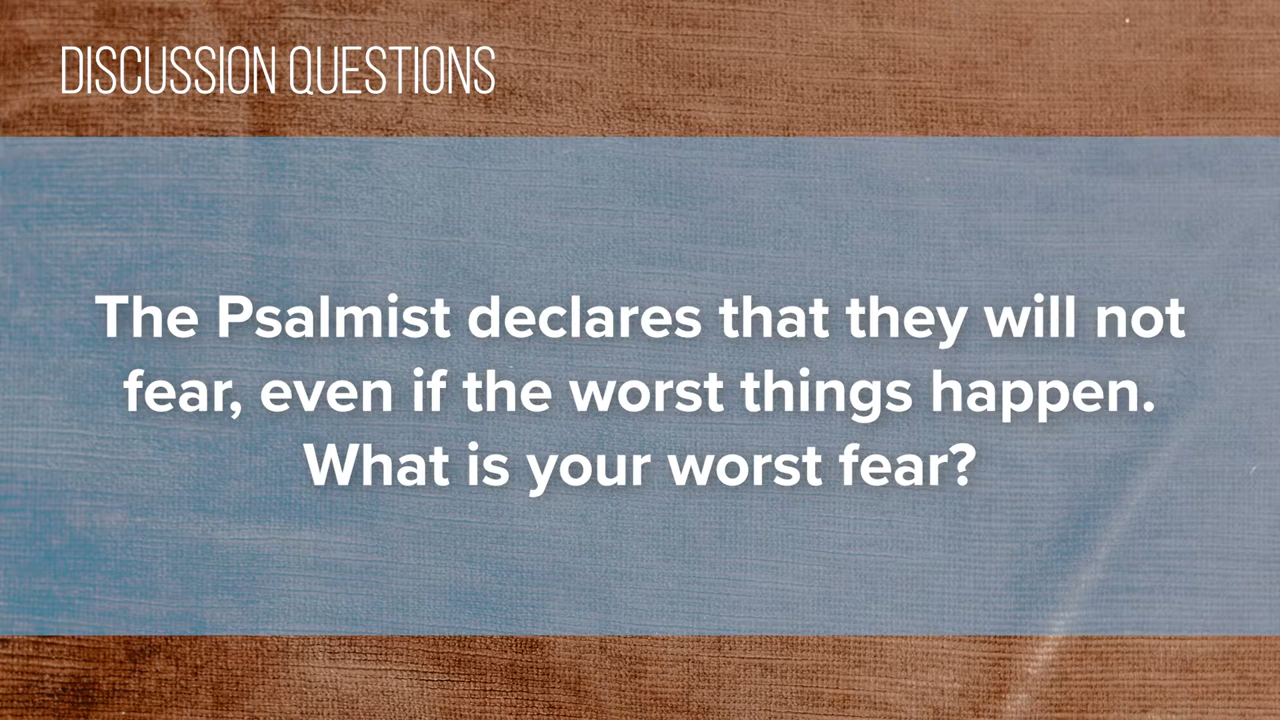 DISCUSSION QUESTIONS
The Psalmist declares that they will not
fear, even if the worst things happen.
What is your worst fear?